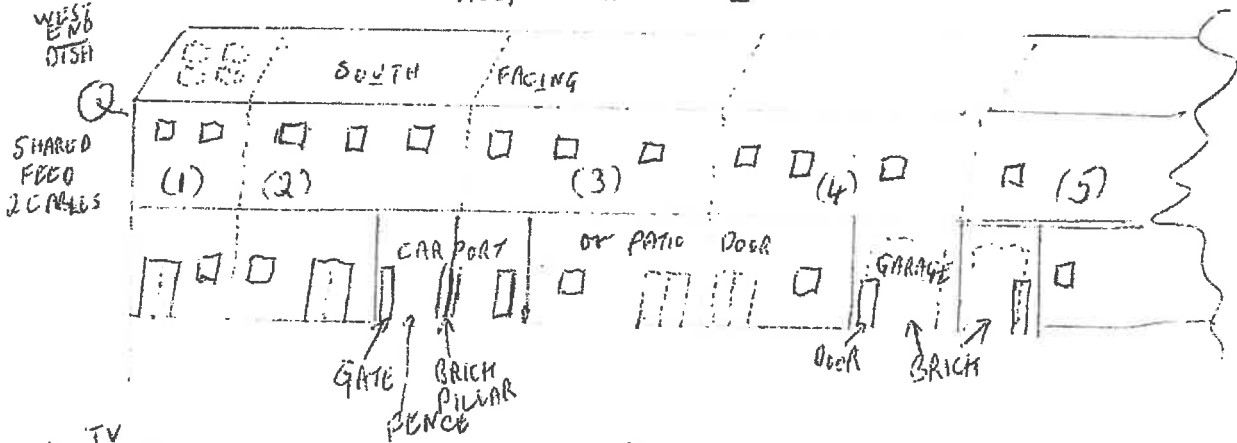 WEST
END
DISH
SOUTH FACING
SHARED
FEED
2 CABLES
(1) (2) (3) (4) (5)
CAR PORT OR PATIO DOOR
GARAGE
GATE
BRICK
PILLAR
FENCE
DOOR
BRICK
TV